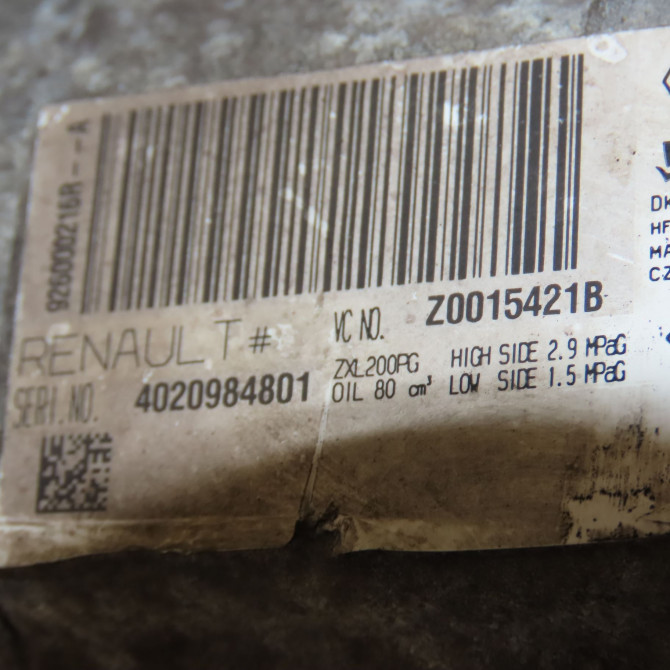 926000216R--A
RENAULT #
SERI.NO. 4020984801
VC NO. Z0015421B
ZXL200PG HIGH SIDE 2.9 MPaG
OIL 80 cm³ LOW SIDE 1.5 MPaG
DK
HF
MA
CZ